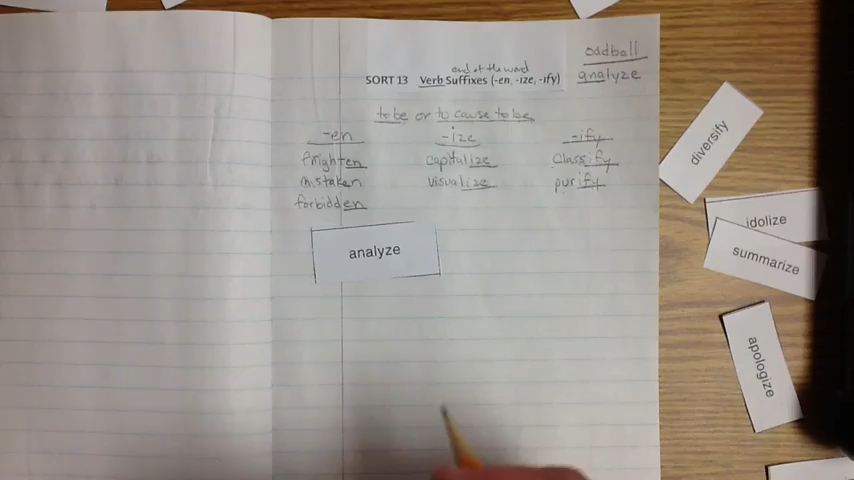 oddball
analyze
end of the word
SORT 13 Verb Suffixes (-en, -ize, -ify)
to be or to cause to be
-en -ize -ify
frighten capitalize classify
mistaken visualize purify
forbidden
analyze
diversify
idolize
summarize
apologize